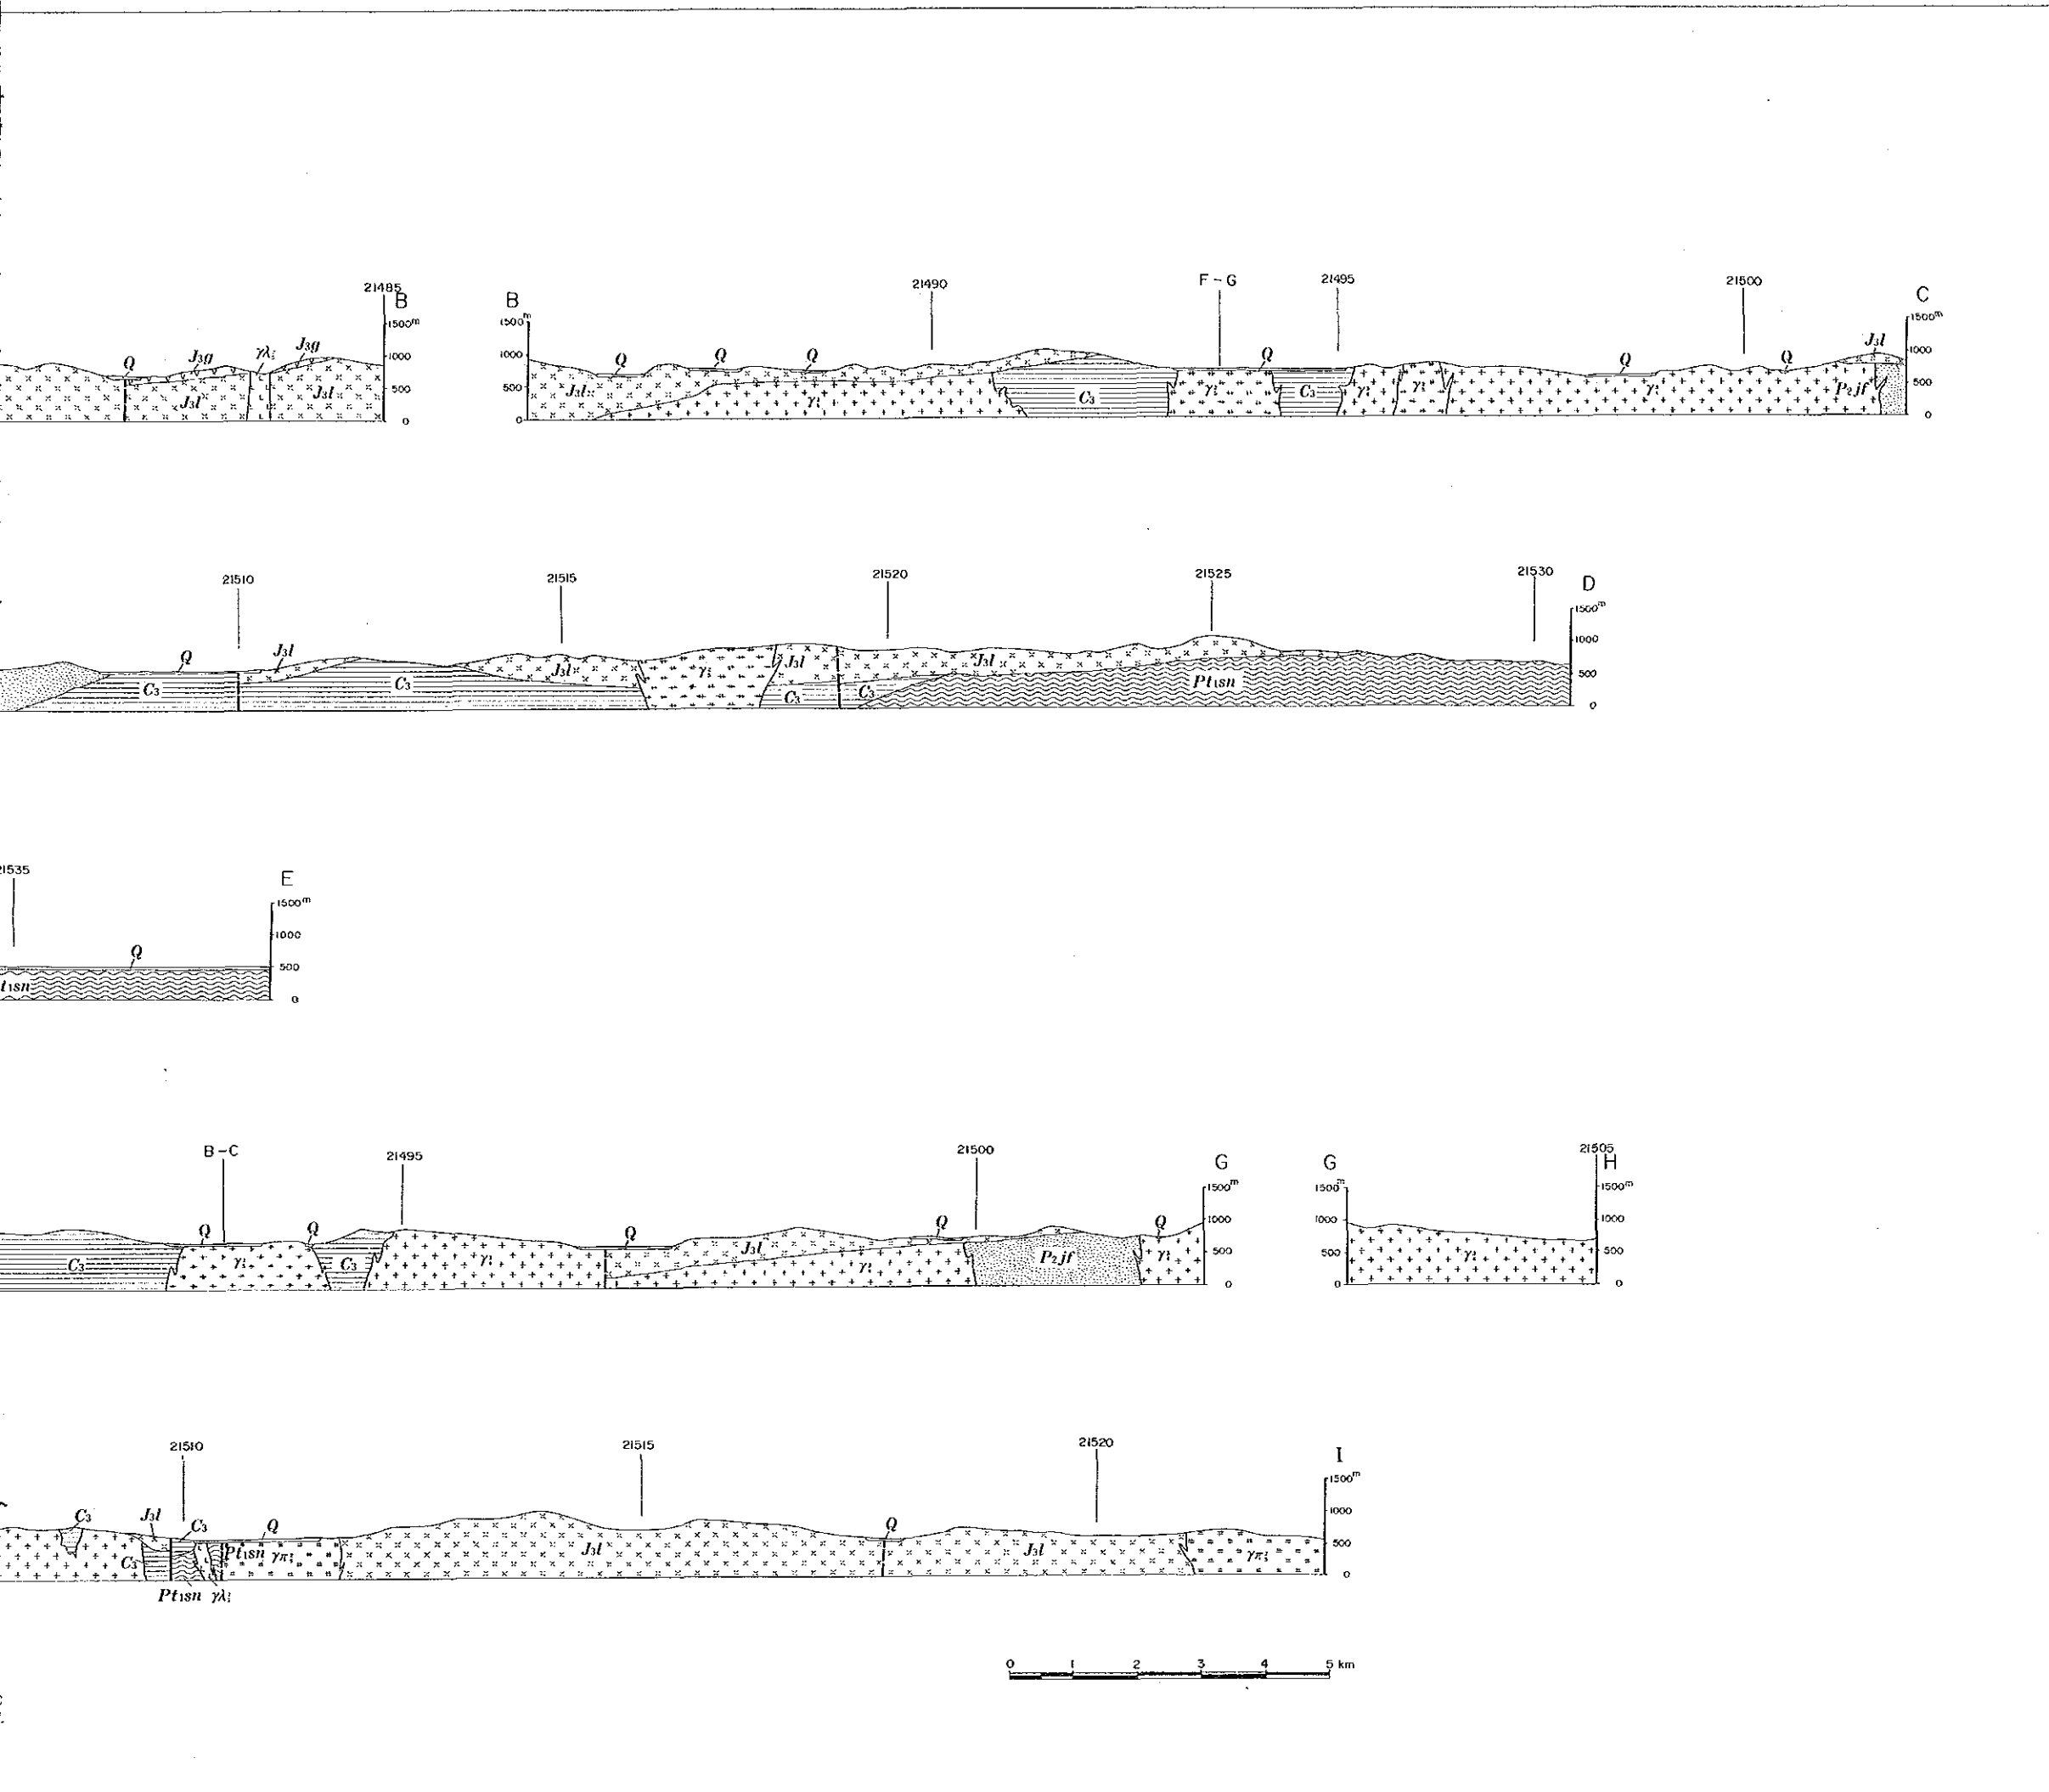 21485 B
1500m
1000
500
0
Q J3g γλ J3g
J3l J3l
B 21490 F-G 21495 21500 C
1500m 1500m
1000 1000
500 500
0 0
Q Q Q Q Q Q J3l
J3l γ C3 γ C3 γ γ γ P2jf
21510 21515 21520 21525 21530 D
1500m
1000
500
0
Q J3l J3l γ J3l J3l
C3 C3 C3 C3 Pt1sn
21535 E
1500m
1000
500
0
Q
t1sn
B-C 21495 21500 G
1500m
1000
500
0
Q Q Q Q Q
C3 γ C3 γ J3l γ P2jf γ
G 21505 H
1500m 1500m
1000 1000
500 500
0 0
γ
21510 21515 21520 I
1500m
1000
500
0
C3 J3l C3 Q Q
C3 Pt1sn γπ J3l J3l γπ
Pt1sn γλ
0 1 2 3 4 5 km